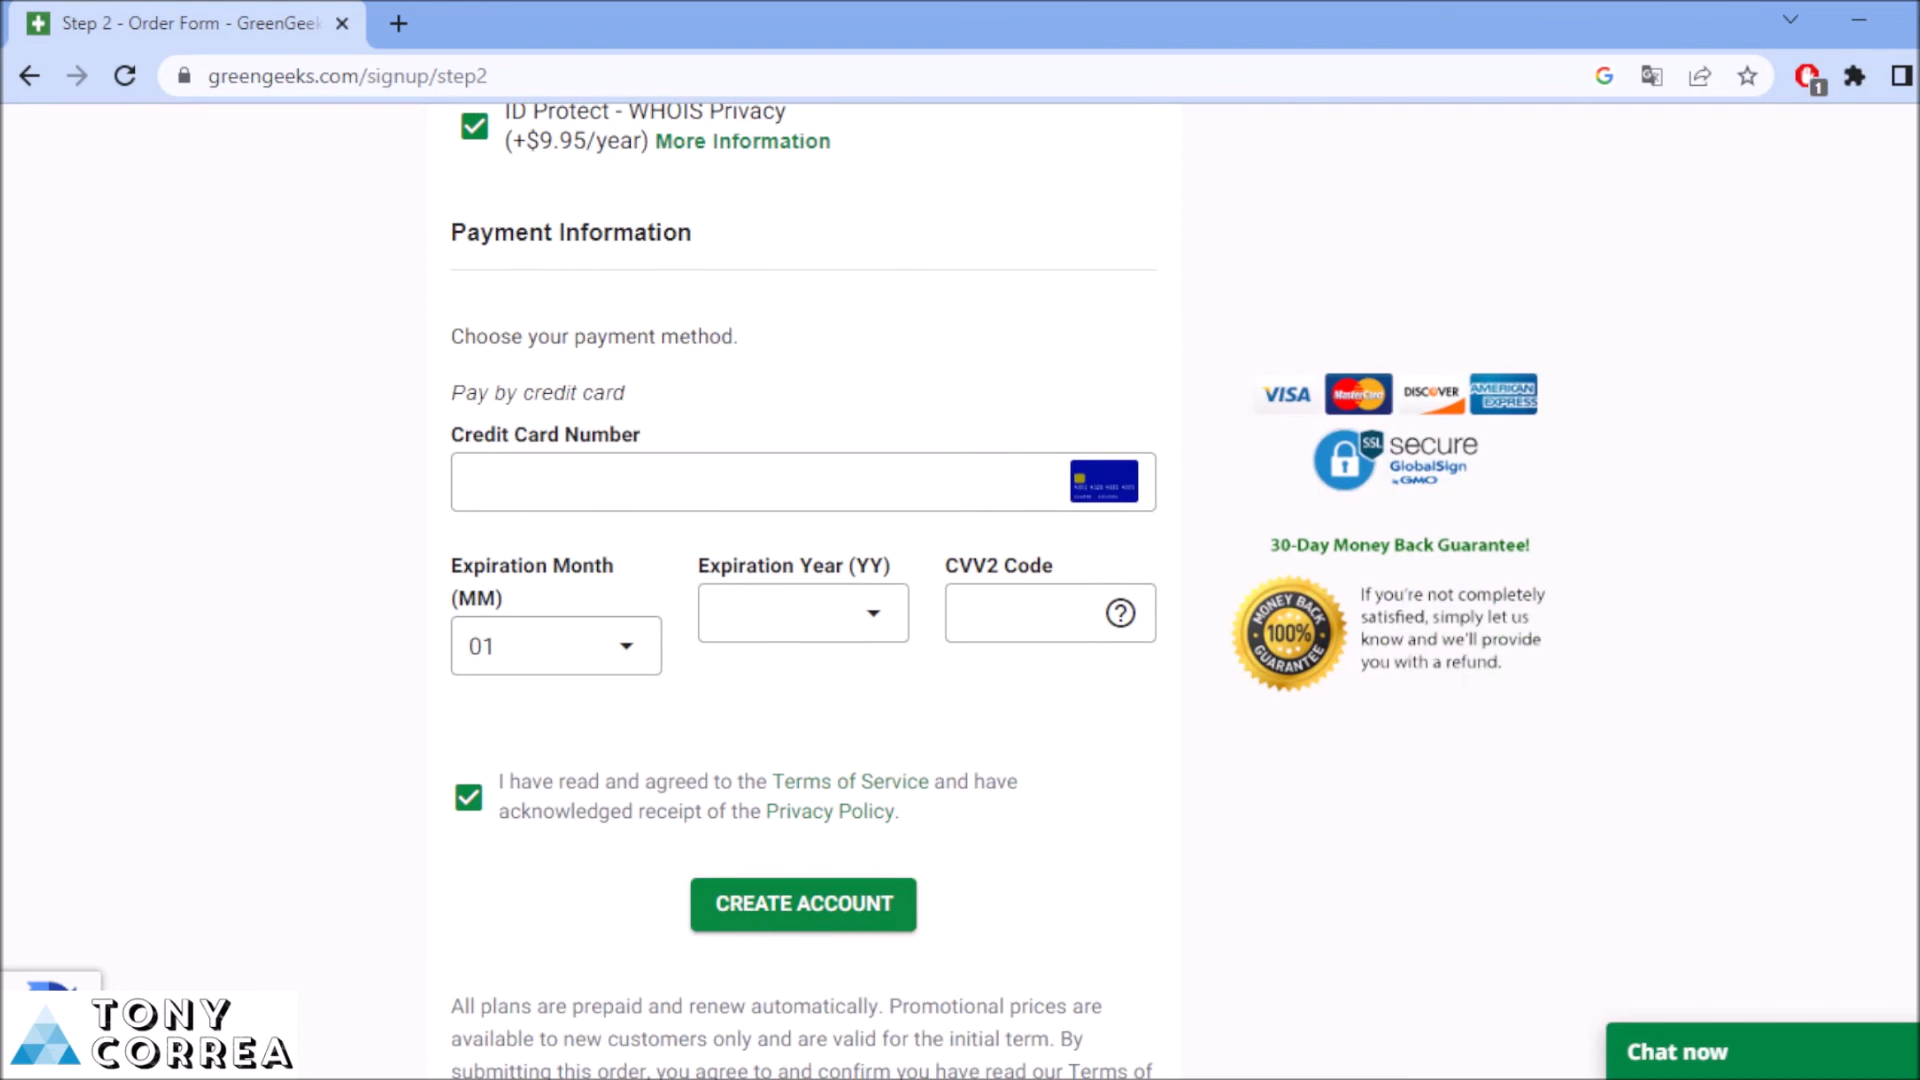 Step 2 - Order Form - GreenGeek
greengeeks.com/signup/step2
1
ID Protect - WHOIS Privacy
(+$9.95/year) More Information
Payment Information
Choose your payment method.
Pay by credit card
Credit Card Number
Expiration Month
(MM)
01
Expiration Year (YY)
CVV2 Code
I have read and agreed to the Terms of Service and have
acknowledged receipt of the Privacy Policy.
CREATE ACCOUNT
All plans are prepaid and renew automatically. Promotional prices are
available to new customers only and are valid for the initial term. By
submitting this order, you agree to and confirm you have read our Terms of
VISA MasterCard DISCOVER AMERICAN EXPRESS
SSL secure
GlobalSign
by GMO
30-Day Money Back Guarantee!
MONEY BACK
100%
GUARANTEE
If you're not completely
satisfied, simply let us
know and we'll provide
you with a refund.
Chat now
TONY
CORREA